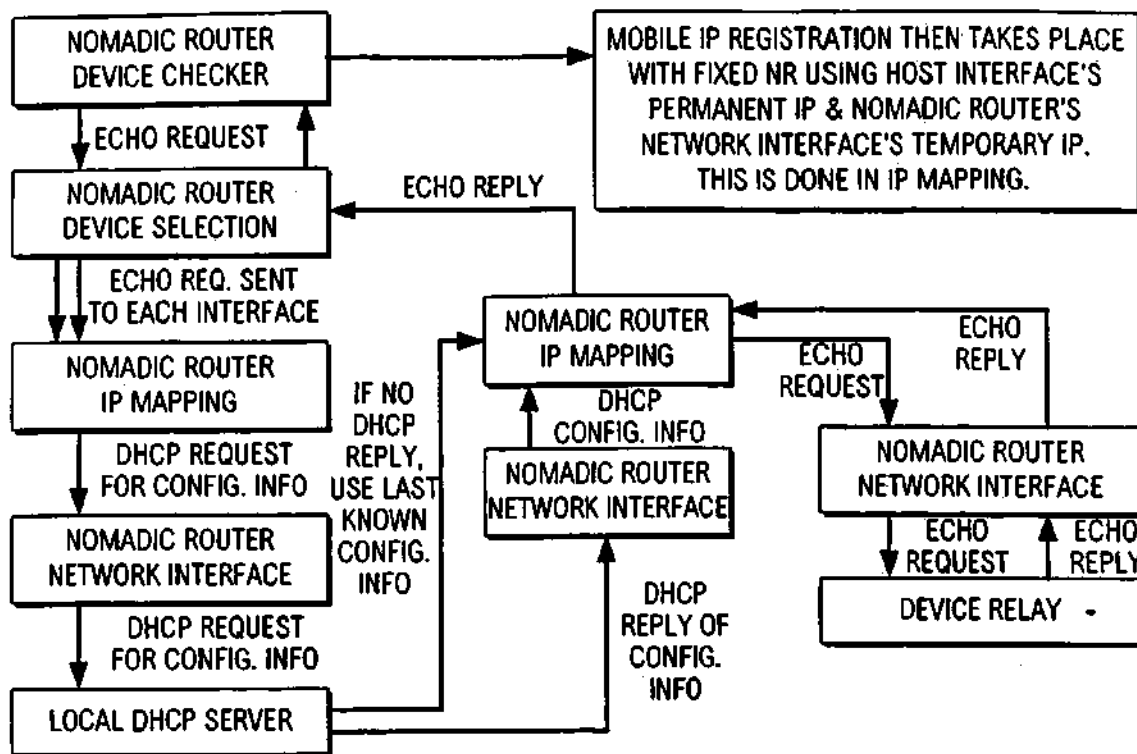 NOMADIC ROUTER
DEVICE CHECKER
MOBILE IP REGISTRATION THEN TAKES PLACE
WITH FIXED NR USING HOST INTERFACE'S
PERMANENT IP & NOMADIC ROUTER'S
NETWORK INTERFACE'S TEMPORARY IP.
THIS IS DONE IN IP MAPPING.
ECHO REQUEST
NOMADIC ROUTER
DEVICE SELECTION
ECHO REPLY
ECHO REQ. SENT
TO EACH INTERFACE
NOMADIC ROUTER
IP MAPPING
DHCP REQUEST
FOR CONFIG. INFO
NOMADIC ROUTER
NETWORK INTERFACE
DHCP REQUEST
FOR CONFIG. INFO
LOCAL DHCP SERVER
IF NO
DHCP
REPLY,
USE LAST
KNOWN
CONFIG.
INFO
NOMADIC ROUTER
IP MAPPING
DHCP
CONFIG. INFO
NOMADIC ROUTER
NETWORK INTERFACE
DHCP
REPLY OF
CONFIG.
INFO
ECHO
REQUEST
ECHO
REPLY
NOMADIC ROUTER
NETWORK INTERFACE
ECHO
REQUEST
ECHO
REPLY
DEVICE RELAY